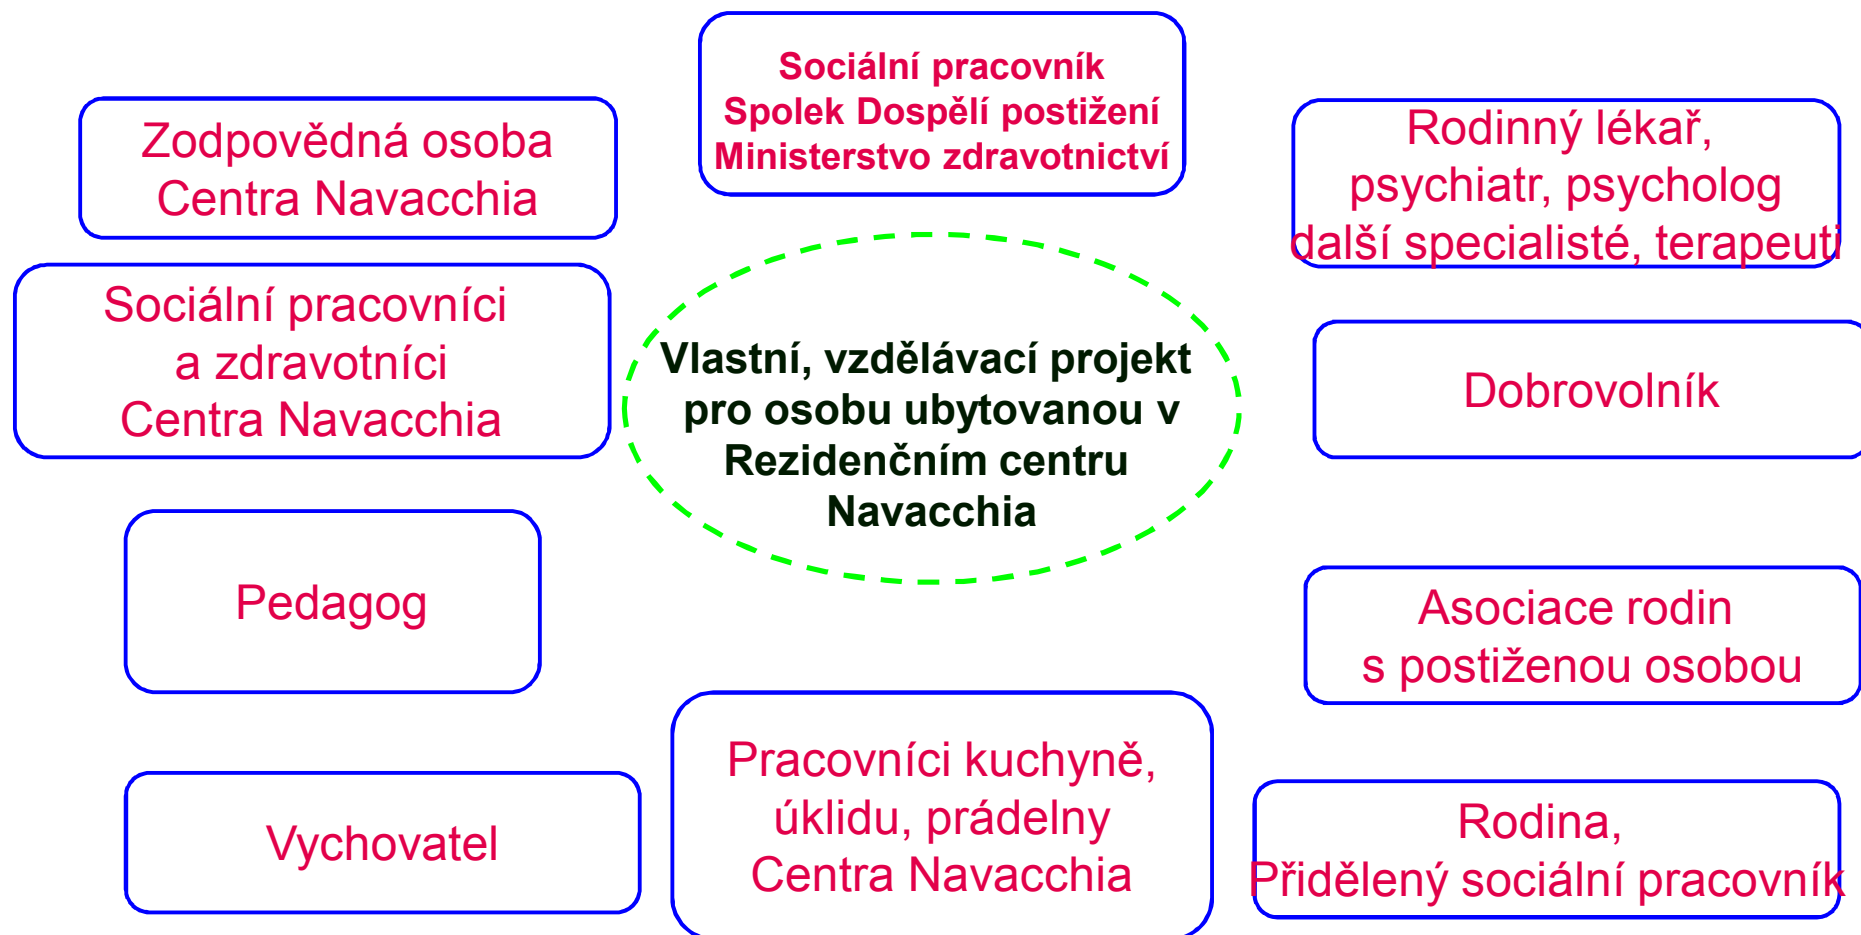 Sociální pracovník
Spolek Dospělí postižení
Ministerstvo zdravotnictví
Zodpovědná osoba
Centra Navacchia
Rodinný lékař,
psychiatr, psycholog
další specialisté, terapeuti
Sociální pracovníci
a zdravotníci
Centra Navacchia
Vlastní, vzdělávací projekt
pro osobu ubytovanou v
Rezidenčním centru
Navacchia
Dobrovolník
Pedagog
Asociace rodin
s postiženou osobou
Vychovatel
Pracovníci kuchyně,
úklidu, prádelny
Centra Navacchia
Rodina,
Přidělený sociální pracovník